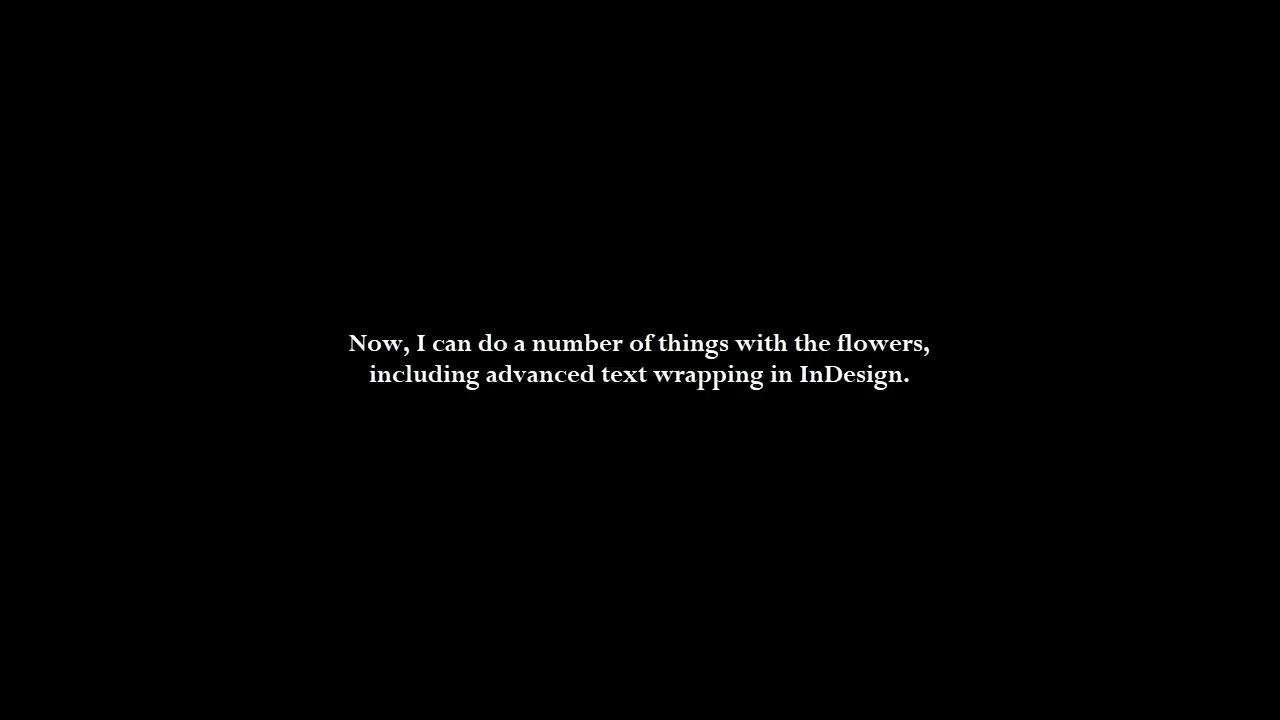 Now, I can do a number of things with the flowers,
including advanced text wrapping in InDesign.